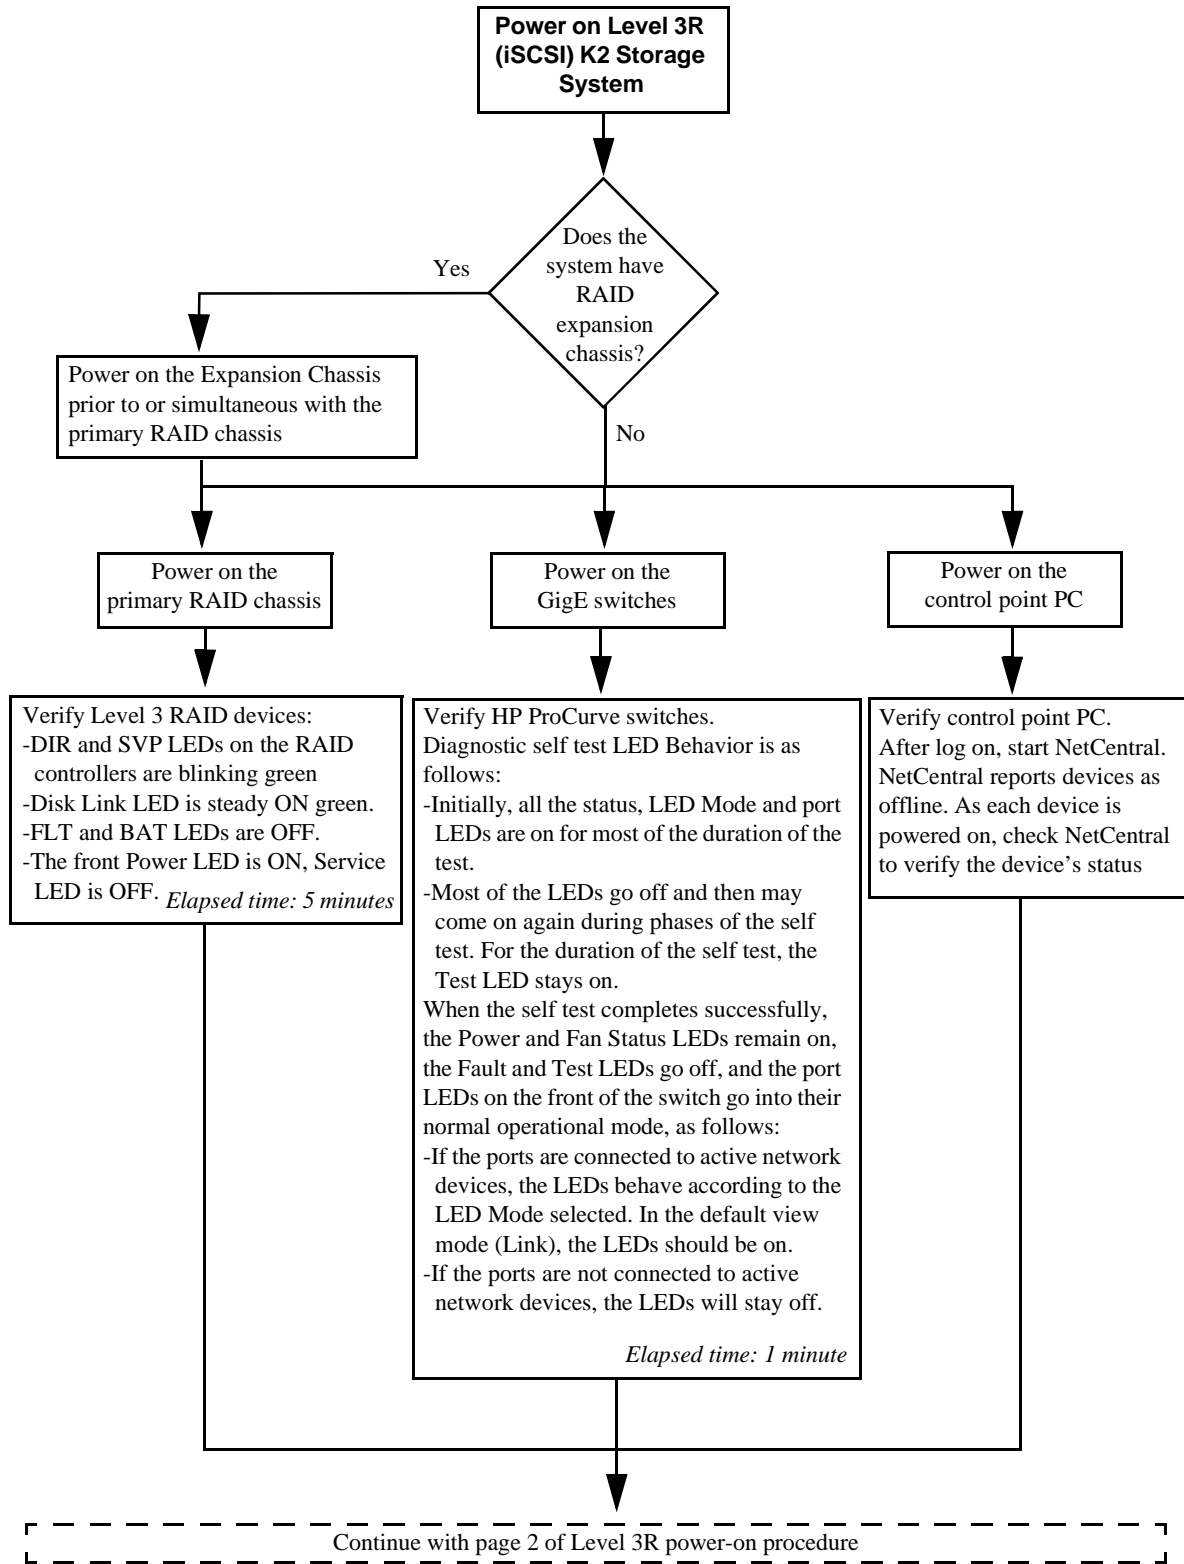 Power on Level 3R
(iSCSI) K2 Storage
System
Does the
system have
RAID
expansion
chassis?
Yes
No
Power on the Expansion Chassis
prior to or simultaneous with the
primary RAID chassis
Power on the
primary RAID chassis
Power on the
GigE switches
Power on the
control point PC
Verify Level 3 RAID devices:
-DIR and SVP LEDs on the RAID
controllers are blinking green
-Disk Link LED is steady ON green.
-FLT and BAT LEDs are OFF.
-The front Power LED is ON, Service
LED is OFF. Elapsed time: 5 minutes
Verify HP ProCurve switches.
Diagnostic self test LED Behavior is as
follows:
-Initially, all the status, LED Mode and port
LEDs are on for most of the duration of the
test.
-Most of the LEDs go off and then may
come on again during phases of the self
test. For the duration of the self test, the
Test LED stays on.
When the self test completes successfully,
the Power and Fan Status LEDs remain on,
the Fault and Test LEDs go off, and the port
LEDs on the front of the switch go into their
normal operational mode, as follows:
-If the ports are connected to active network
devices, the LEDs behave according to the
LED Mode selected. In the default view
mode (Link), the LEDs should be on.
-If the ports are not connected to active
network devices, the LEDs will stay off.
Elapsed time: 1 minute
Verify control point PC.
After log on, start NetCentral.
NetCentral reports devices as
offline. As each device is
powered on, check NetCentral
to verify the device’s status
Continue with page 2 of Level 3R power-on procedure